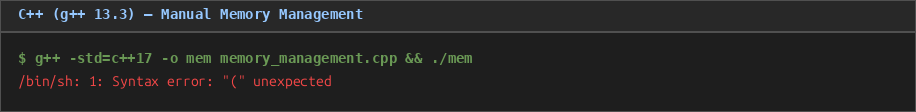 C++ (g++ 13.3) — Manual Memory Management
$ g++ -std=c++17 -o mem memory_management.cpp && ./mem
/bin/sh: 1: Syntax error: "(" unexpected